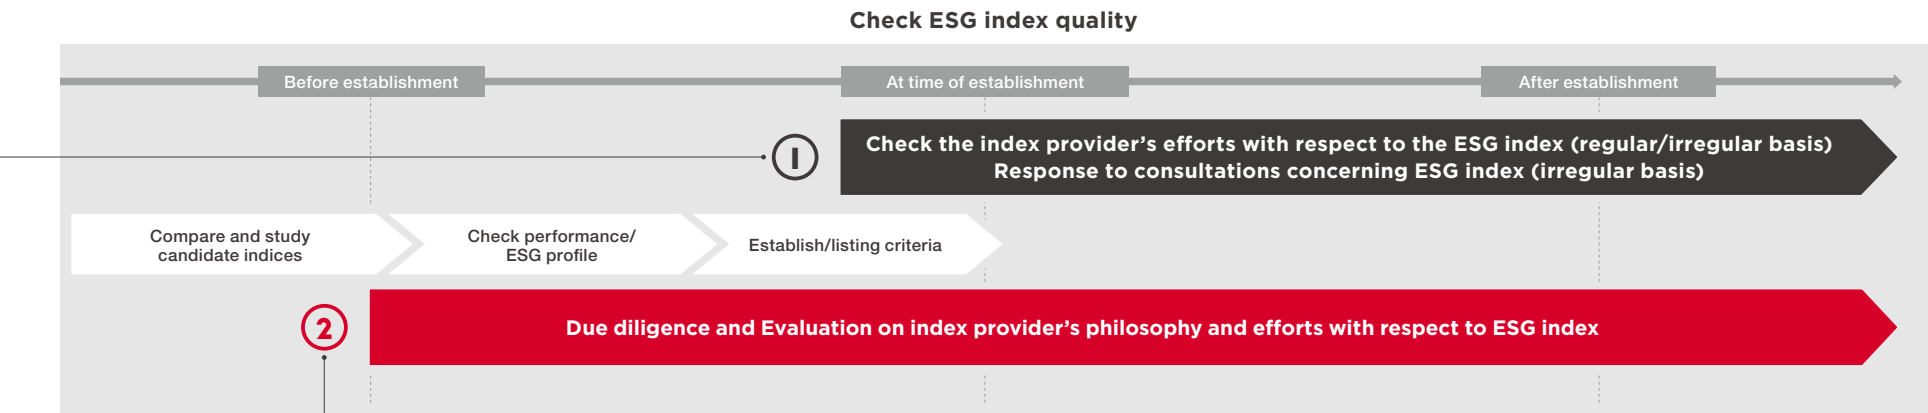 Check ESG index quality
Before establishment
At time of establishment
After establishment
1
Check the index provider's efforts with respect to the ESG index (regular/irregular basis)
Response to consultations concerning ESG index (irregular basis)
Compare and study
candidate indices
Check performance/
ESG profile
Establish/listing criteria
2
Due diligence and Evaluation on index provider's philosophy and efforts with respect to ESG index